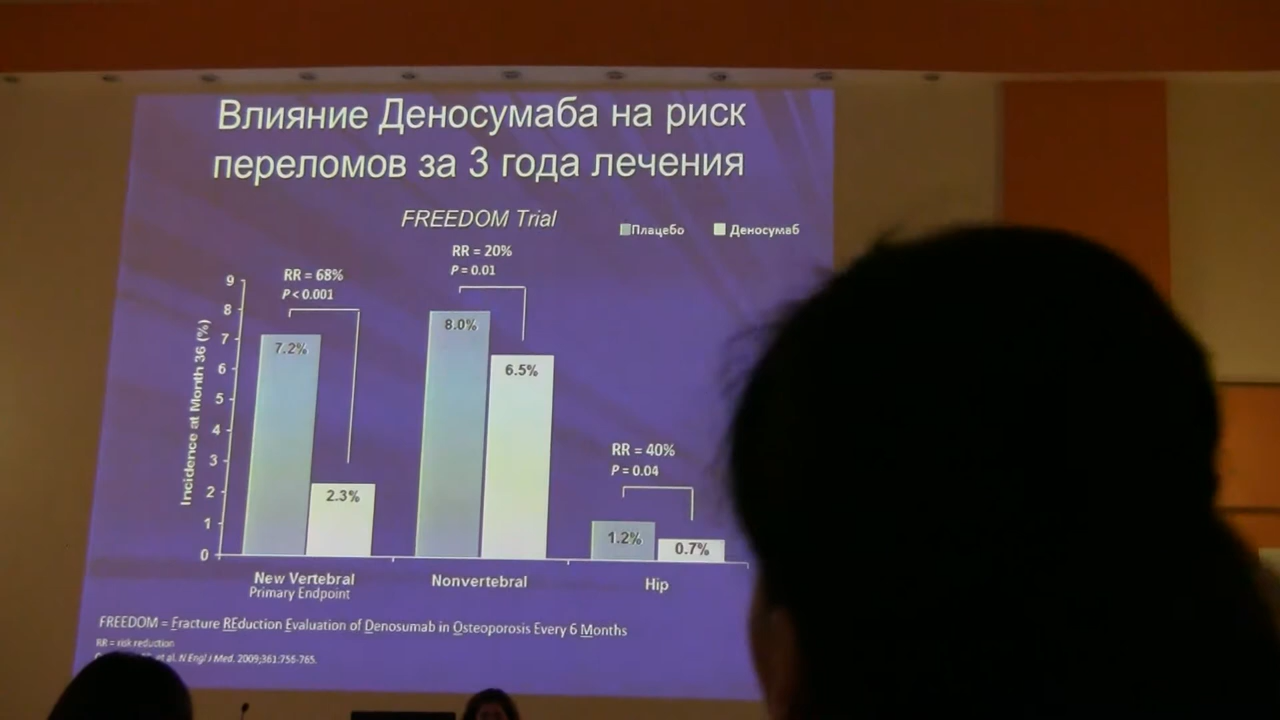 Влияние Деносумаба на риск
переломов за 3 года лечения
FREEDOM Trial
Плацебо
Деносумаб
RR = 20%
P = 0.01
RR = 68%
P < 0.001
RR = 40%
P = 0.04
Incidence at Month 36 (%)
9
8
7
6
5
4
3
2
1
0
7.2%
2.3%
8.0%
6.5%
1.2%
0.7%
New Vertebral
Primary Endpoint
Nonvertebral
Hip
FREEDOM = Fracture REduction Evaluation of Denosumab in Osteoporosis Every 6 Months
RR = risk reduction
et al. N Engl J Med. 2009;361:756-765.